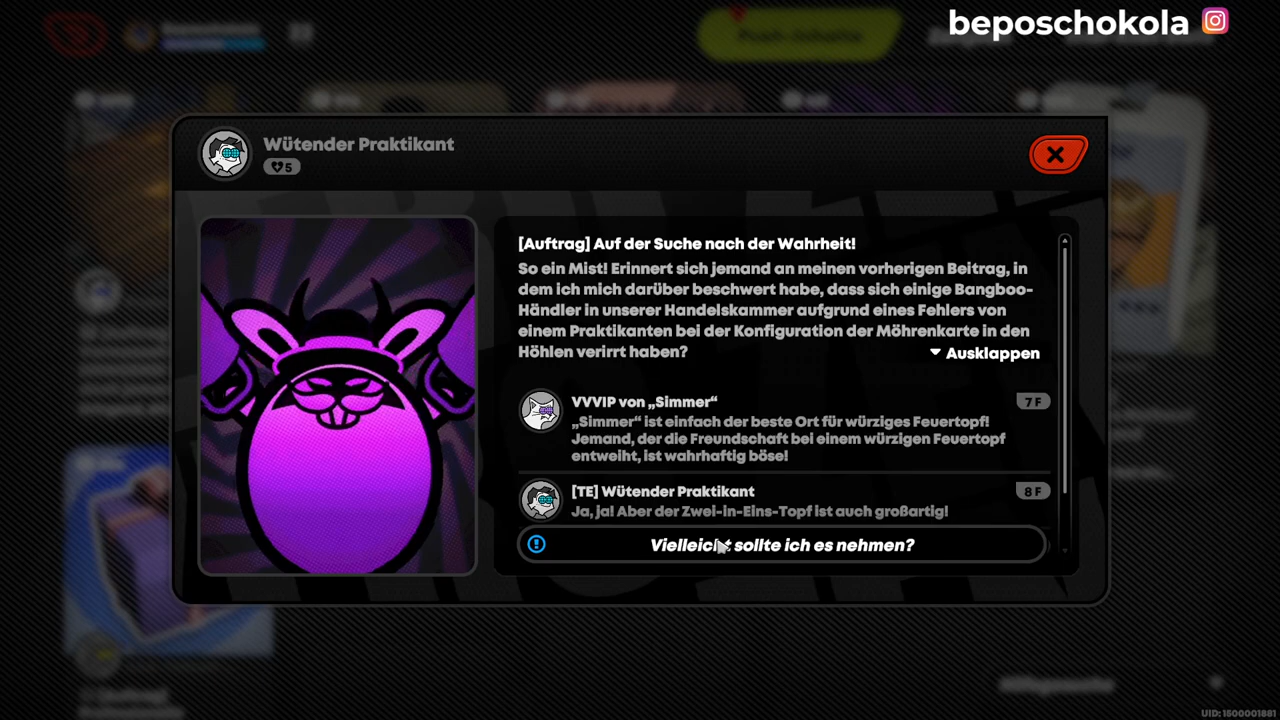 beposchokola
Wütender Praktikant
5
[Auftrag] Auf der Suche nach der Wahrheit!
So ein Mist! Erinnert sich jemand an meinen vorherigen Beitrag, in
dem ich mich darüber beschwert habe, dass sich einige Bangboo-
Händler in unserer Handelskammer aufgrund eines Fehlers von
einem Praktikanten bei der Konfiguration der Möhrenkarte in den
Höhlen verirrt haben?
Ausklappen
VVVIP von „Simmer“
7 F
„Simmer“ ist einfach der beste Ort für würziges Feuertopf!
Jemand, der die Freundschaft bei einem würzigen Feuertopf
entweiht, ist wahrhaftig böse!
[TE] Wütender Praktikant
8 F
Ja, ja! Aber der Zwei-in-Eins-Topf ist auch großartig!
Vielleicht sollte ich es nehmen?
UID: 1500001881